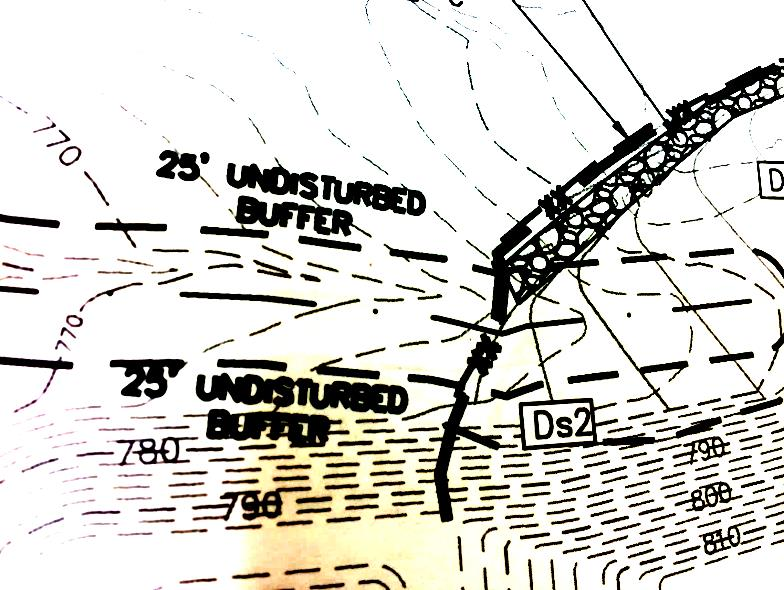 770
25' UNDISTURBED
BUFFER
770
25' UNDISTURBED
BUFFER
Ds2
780
790
790
800
810